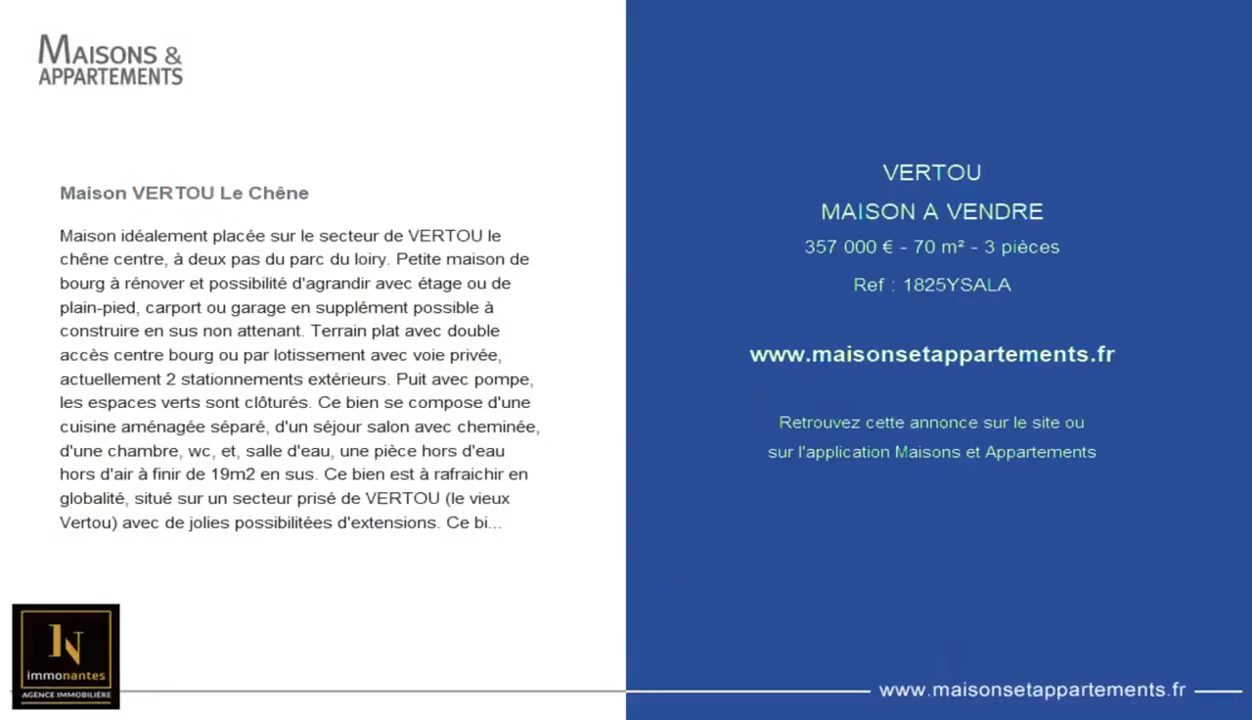 MAISONS &
APPARTEMENTS
Maison VERTOU Le Chêne
Maison idéalement placée sur le secteur de VERTOU le
chêne centre, à deux pas du parc du loiry. Petite maison de
bourg à rénover et possibilité d'agrandir avec étage ou de
plain-pied, carport ou garage en supplément possible à
construire en sus non attenant. Terrain plat avec double
accès centre bourg ou par lotissement avec voie privée,
actuellement 2 stationnements extérieurs. Puit avec pompe,
les espaces verts sont clôturés. Ce bien se compose d'une
cuisine aménagée séparé, d'un séjour salon avec cheminée,
d'une chambre, wc, et, salle d'eau, une pièce hors d'eau
hors d'air à finir de 19m2 en sus. Ce bien est à rafraichir en
globalité, situé sur un secteur prisé de VERTOU (le vieux
Vertou) avec de jolies possibilitées d'extensions. Ce bi...
immonantes
AGENCE IMMOBILIÈRE
VERTOU
MAISON A VENDRE
357 000 € - 70 m² - 3 pièces
Ref : 1825YSALA
www.maisonsetappartements.fr
Retrouvez cette annonce sur le site ou
sur l'application Maisons et Appartements
www.maisonsetappartements.fr